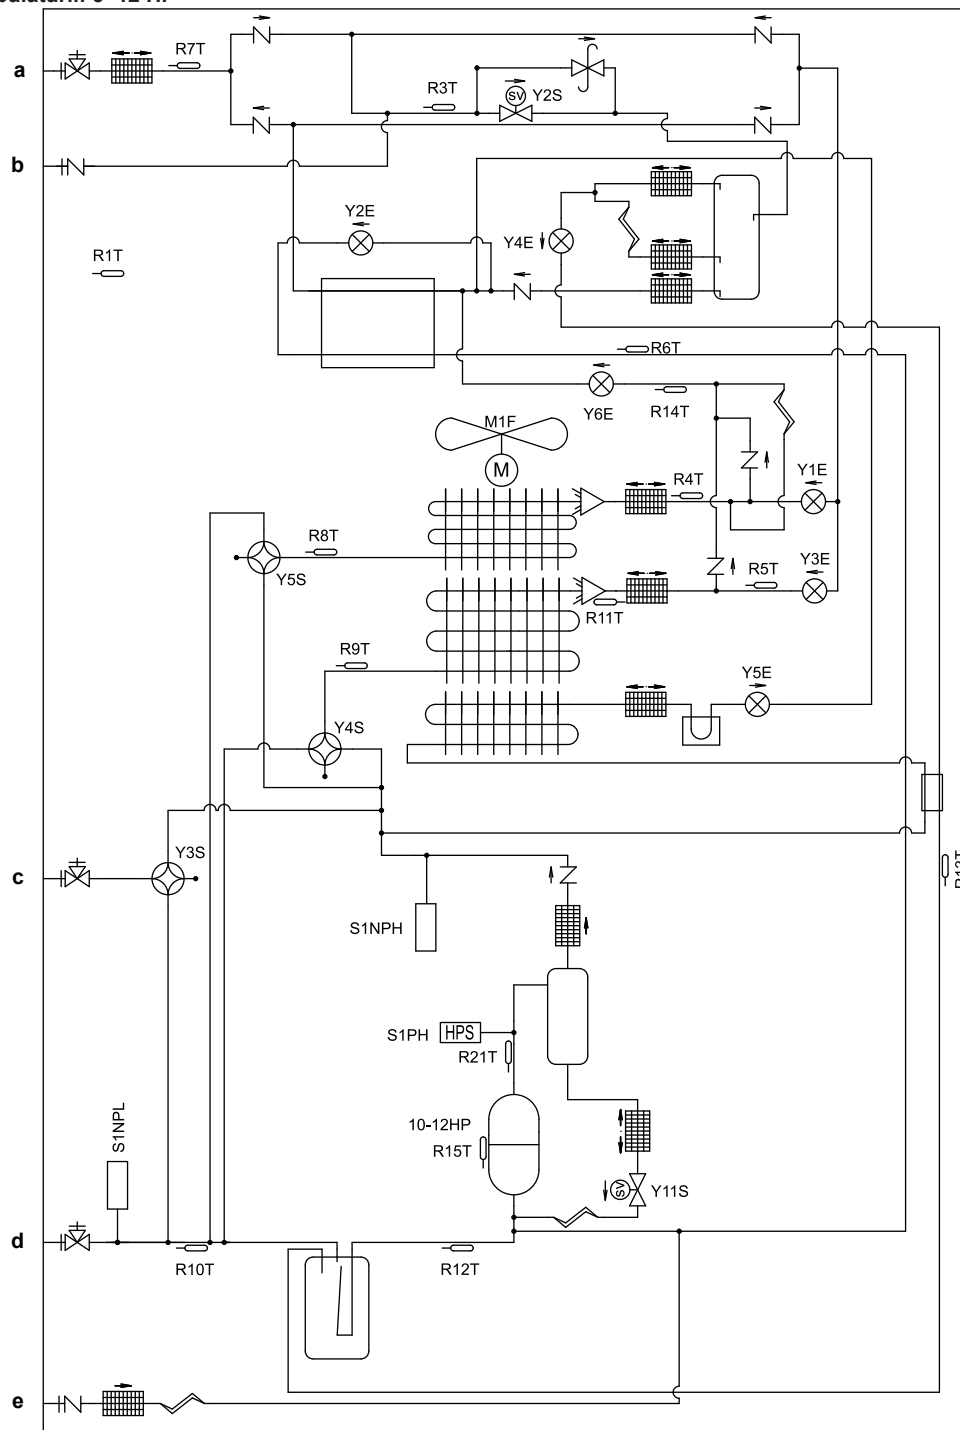 a
R7T
R3T
SV
Y2S
b
Y2E
Y4E
R1T
R6T
Y6E
R14T
M1F
M
R4T
Y1E
R8T
Y5S
R5T
Y3E
R11T
R9T
Y5E
Y4S
Y3S
c
R13T
S1NPH
S1PH
HPS
R21T
S1NPL
10-12HP
R15T
SV
Y11S
d
R10T
R12T
e